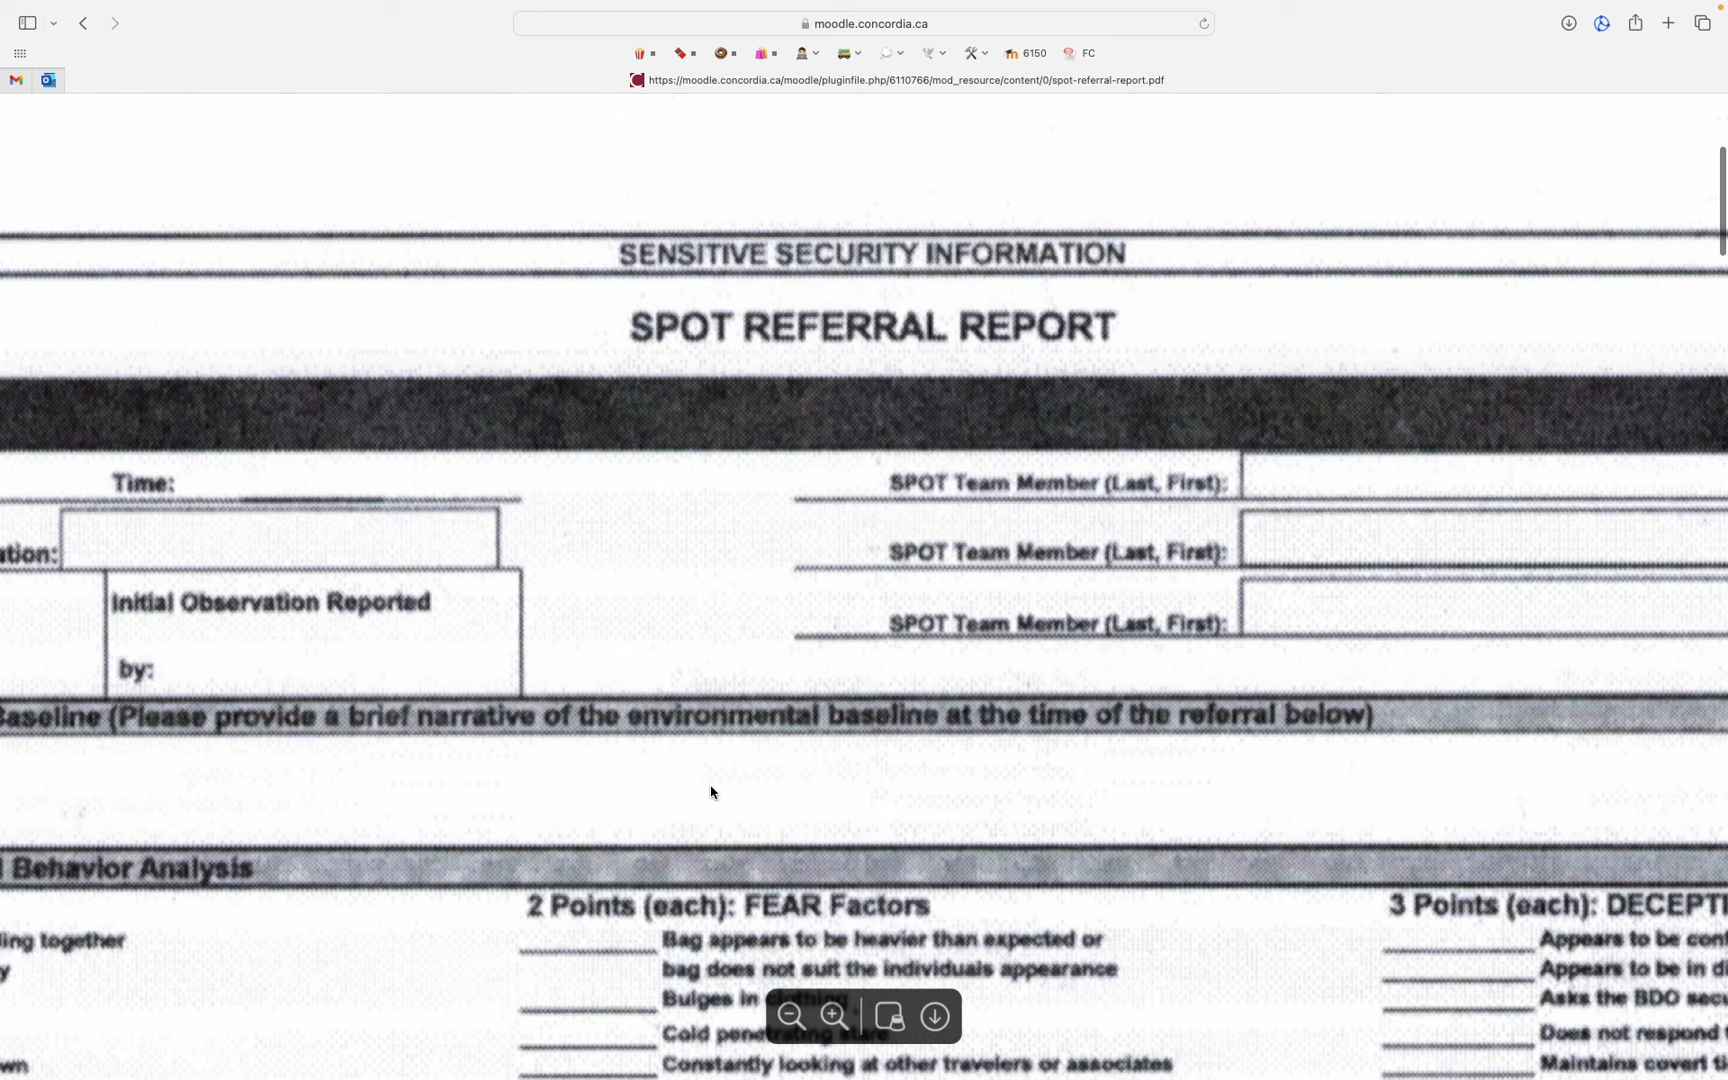 moodle.concordia.ca
6150
FC
https://moodle.concordia.ca/moodle/pluginfile.php/6110766/mod_resource/content/0/spot-referral-report.pdf
SENSITIVE SECURITY INFORMATION
SPOT REFERRAL REPORT
Time:
SPOT Team Member (Last, First):
ation:
SPOT Team Member (Last, First):
Initial Observation Reported
by:
SPOT Team Member (Last, First):
Baseline (Please provide a brief narrative of the environmental baseline at the time of the referral below)
Behavior Analysis
2 Points (each): FEAR Factors
Bag appears to be heavier than expected or
bag does not suit the individuals appearance
Bulges in clothing
Cold penetrating stare
Constantly looking at other travelers or associates
3 Points (each): DECEPTI
Appears to be conf
Appears to be in di
Asks the BDO secu
Does not respond t
Maintains covert ti
ling together
y
wn